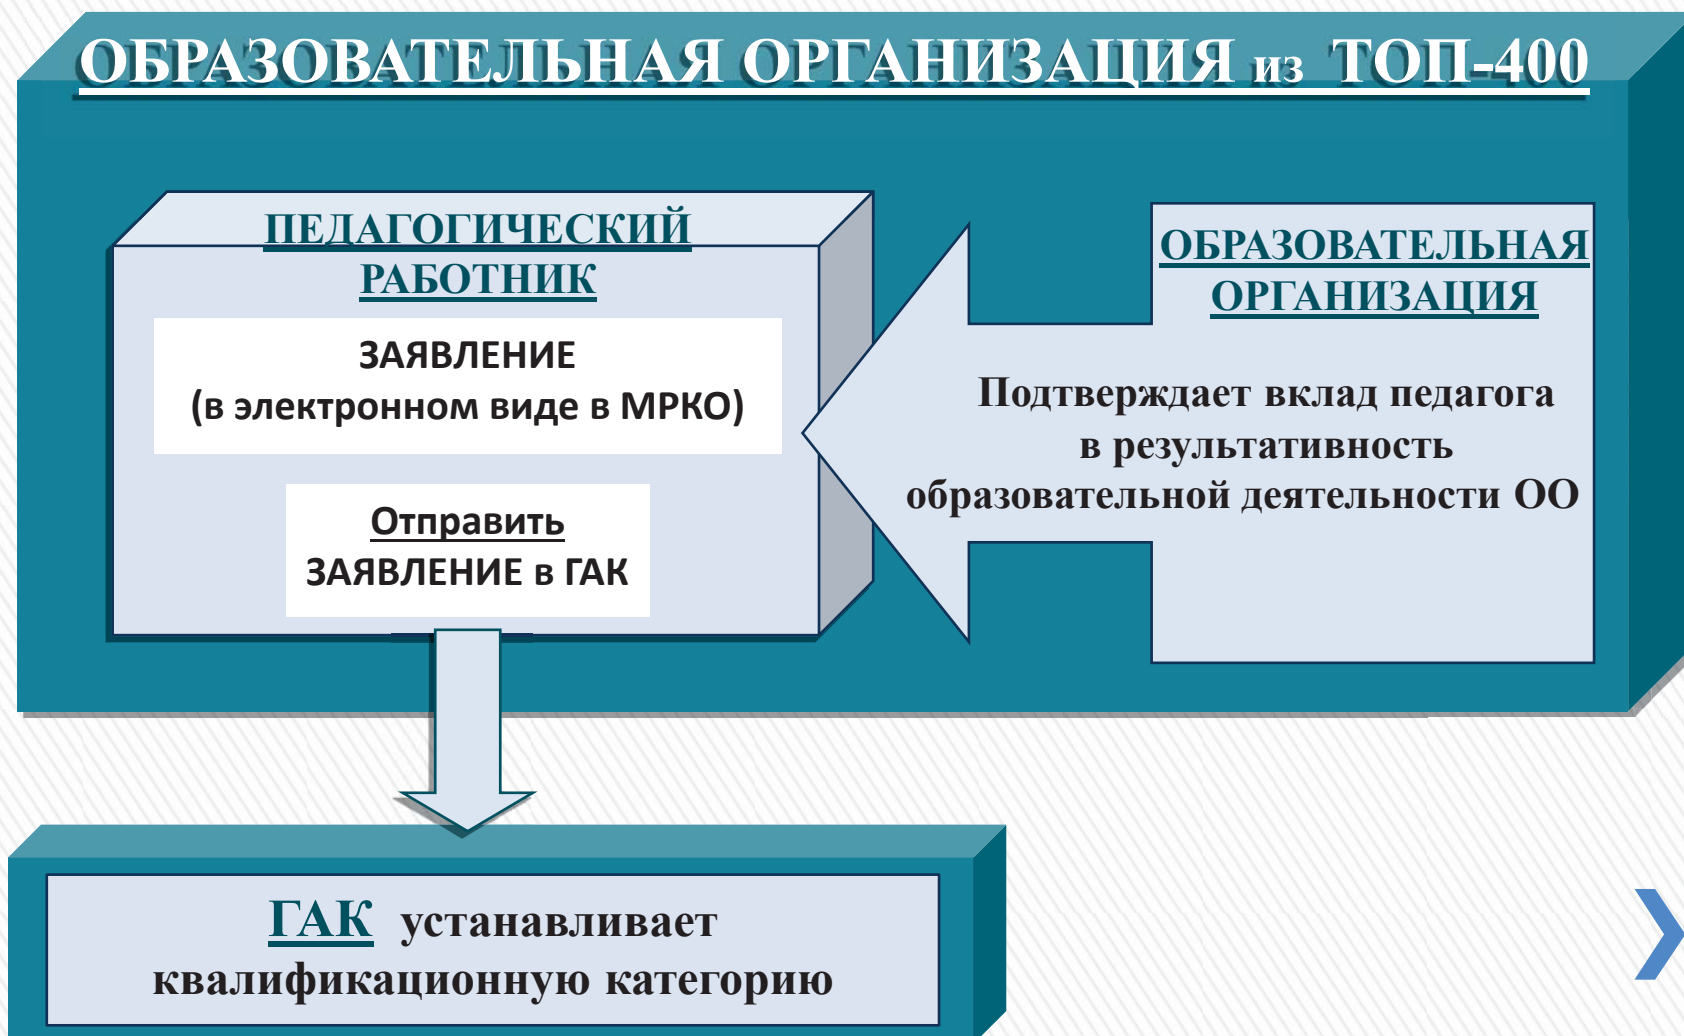 ОБРАЗОВАТЕЛЬНАЯ ОРГАНИЗАЦИЯ из ТОП-400
ПЕДАГОГИЧЕСКИЙ
РАБОТНИК
ЗАЯВЛЕНИЕ
(в электронном виде в МРКО)
Отправить
ЗАЯВЛЕНИЕ в ГАК
ОБРАЗОВАТЕЛЬНАЯ
ОРГАНИЗАЦИЯ
Подтверждает вклад педагога
в результативность
образовательной деятельности ОО
ГАК устанавливает
квалификационную категорию